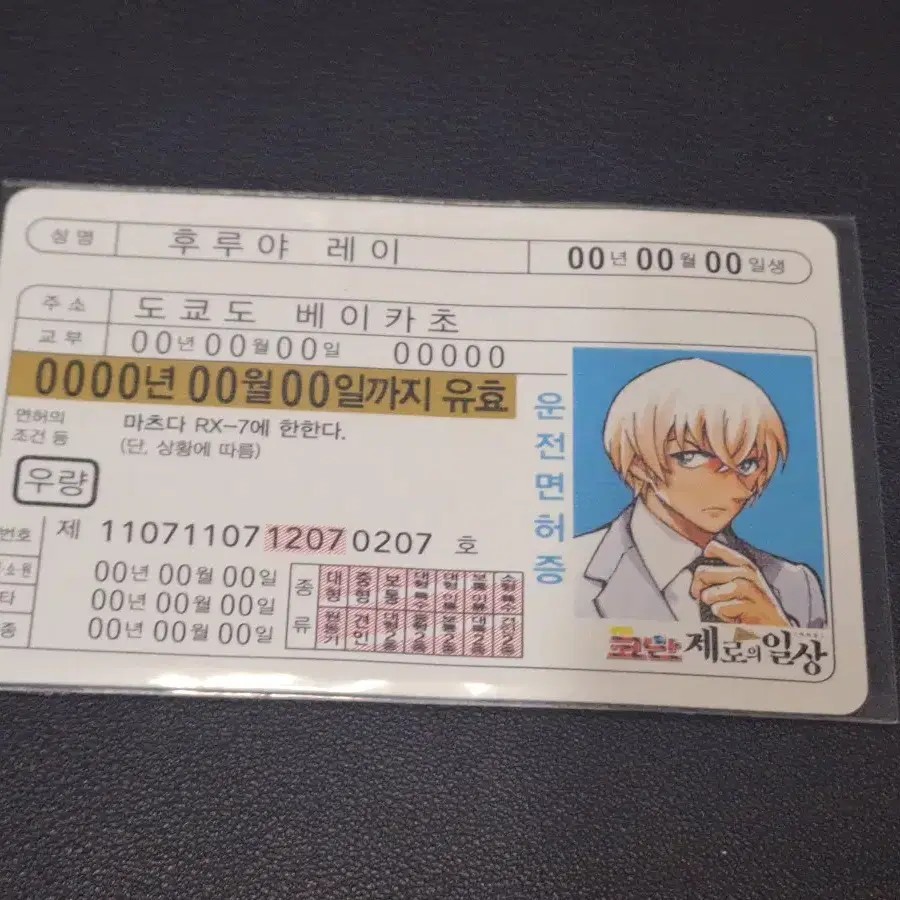 성명 후루야 레이 00년 00월 00일생
주소 도쿄도 베이카초
교부 00년 00월 00일 00000
0000년 00월 00일까지 유효
면허의 조건 등
마츠다 RX-7에 한한다.
(단, 상황에 따름)
우량
번호 제 11071107 1207 0207 호
00년 00월 00일
00년 00월 00일
00년 00월 00일
종류
대형 중형 보통
운전면허증
코난 제로의 일상